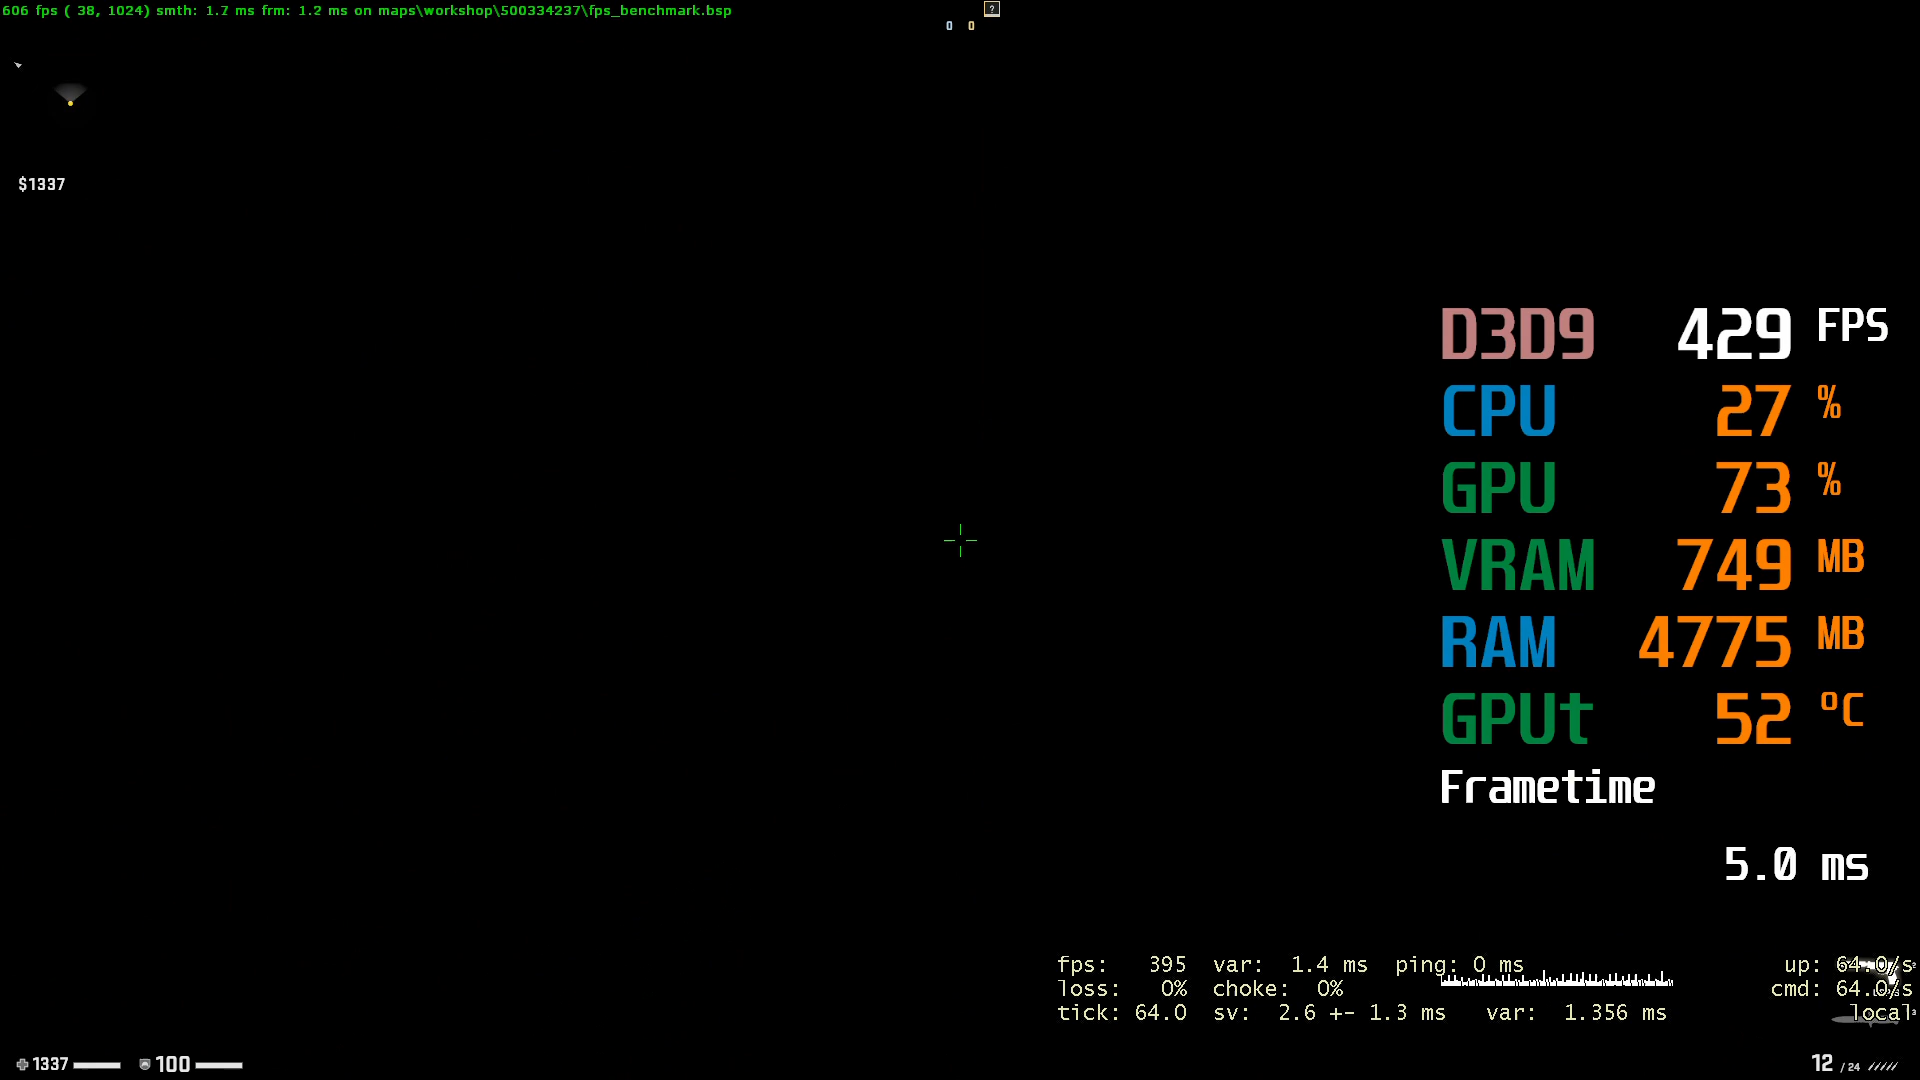 606 fps ( 38, 1024) smth: 1.7 ms frm: 1.2 ms on maps\workshop\500334237\fps_benchmark.bsp
?
0 0
$1337
D3D9 429 FPS
CPU 27 %
GPU 73 %
VRAM 749 MB
RAM 4775 MB
GPUt 52 °C
Frametime
5.0 ms
fps: 395 var: 1.4 ms ping: 0 ms up: 64.0/s
loss: 0% choke: 0% cmd: 64.0/s
tick: 64.0 sv: 2.6 +- 1.3 ms var: 1.356 ms local
1337 100 12 / 24